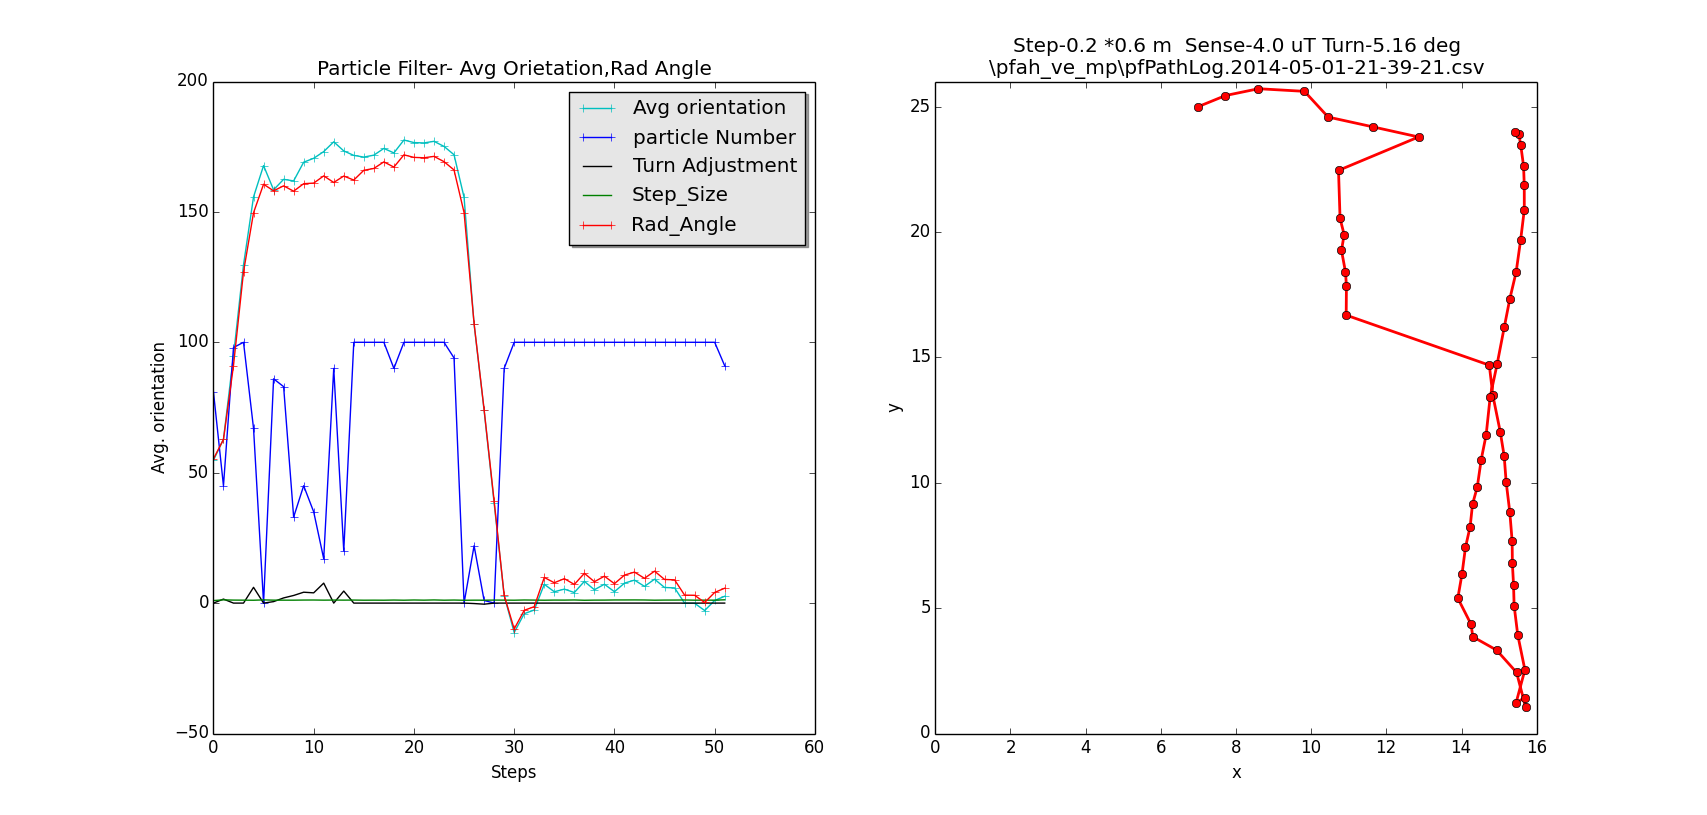 Particle Filter- Avg Orietation,Rad Angle
200
150
100
50
0
−50
Avg. orientation
Avg orientation
particle Number
Turn Adjustment
Step_Size
Rad_Angle
0 10 20 30 40 50 60
Steps
Step-0.2 *0.6 m  Sense-4.0 uT Turn-5.16 deg
\pfah_ve_mp\pfPathLog.2014-05-01-21-39-21.csv
25
20
15
10
5
0
y
0 2 4 6 8 10 12 14 16
x